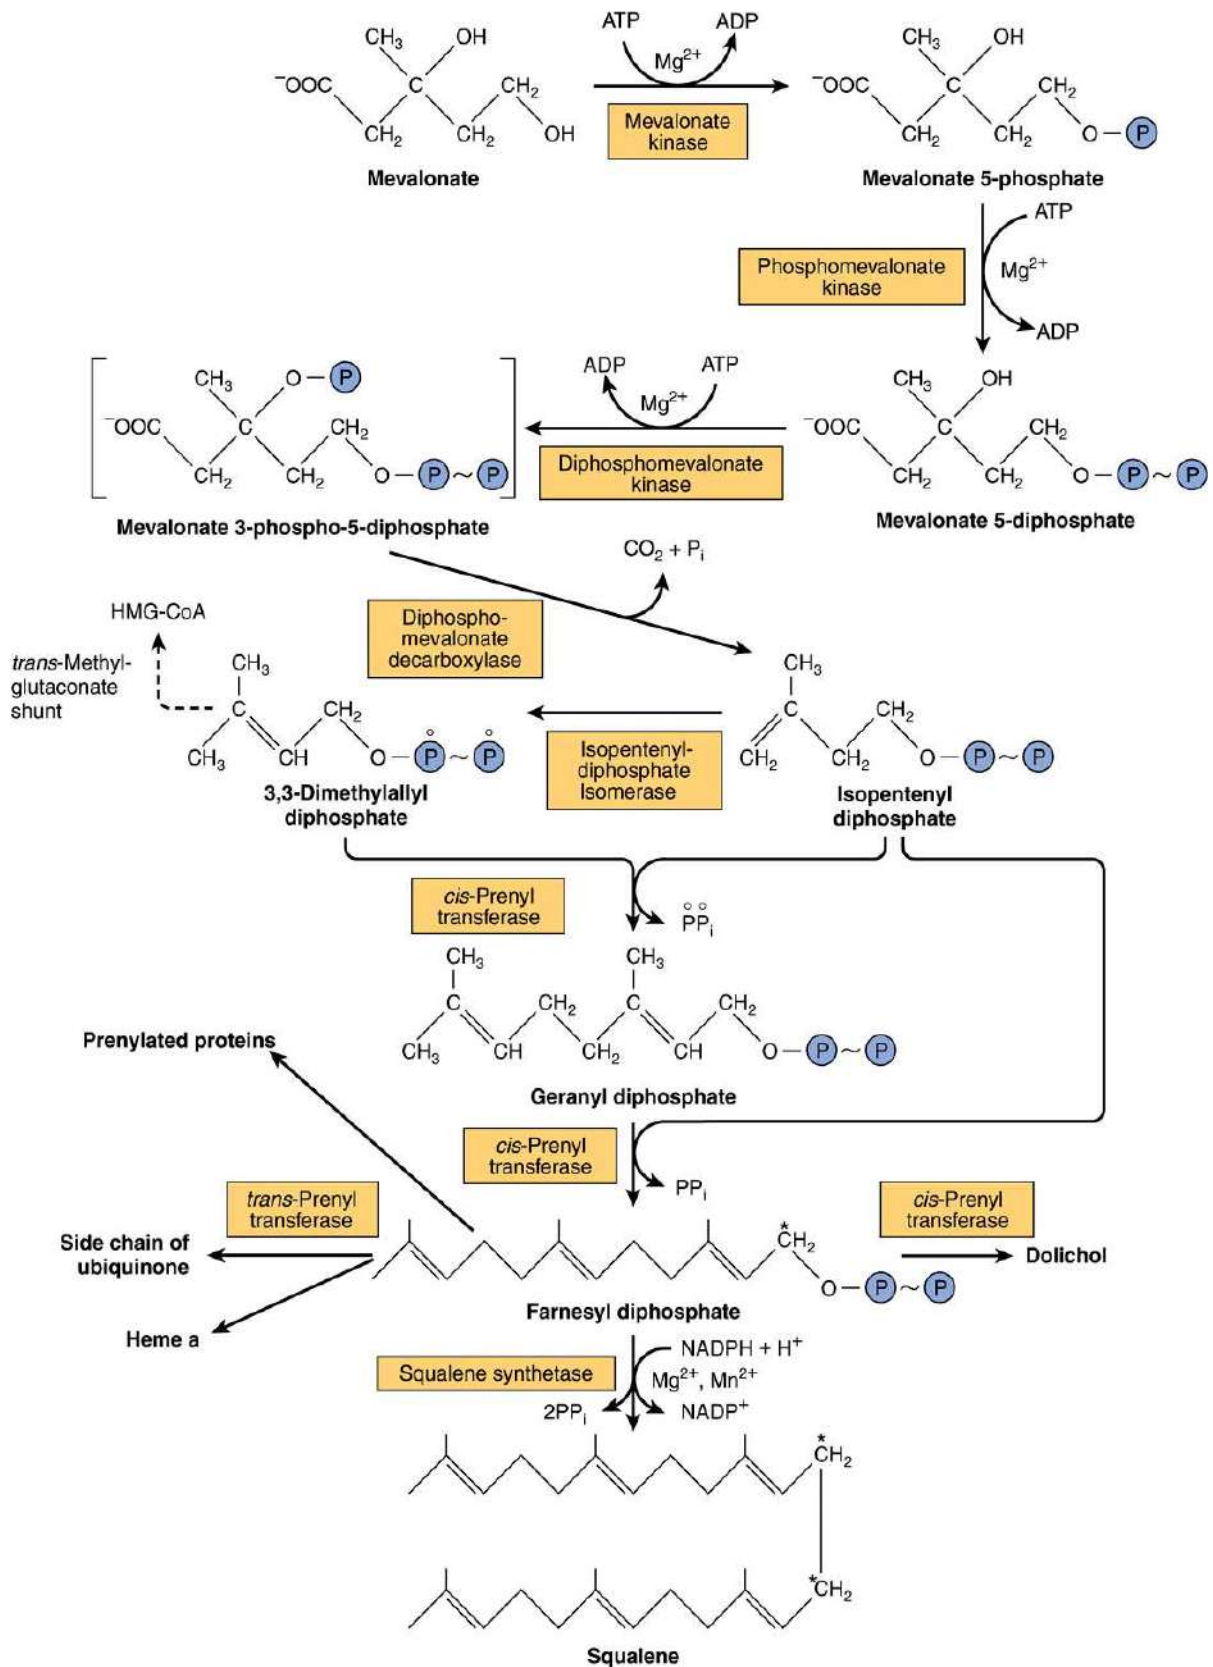 ATP
ADP
Mg2+
CH3
OH
−OOC
C
CH2
CH2
CH2
OH
Mevalonate
Mevalonate
kinase
CH3
OH
−OOC
C
CH2
CH2
CH2
O
P
Mevalonate 5-phosphate
ATP
Phosphomevalonate
kinase
Mg2+
ADP
CH3
O
P
−OOC
C
CH2
CH2
CH2
O
P
~
P
Mevalonate 3-phospho-5-diphosphate
ADP
ATP
Mg2+
Diphosphomevalonate
kinase
CH3
OH
−OOC
C
CH2
CH2
CH2
O
P
~
P
Mevalonate 5-diphosphate
CO2 + Pi
Diphospho-
mevalonate
decarboxylase
HMG-CoA
trans-Methyl-
glutaconate
shunt
CH3
C
CH2
CH3
CH
O
P
~
P
3,3-Dimethylallyl
diphosphate
Isopentenyl-
diphosphate
Isomerase
CH3
C
CH2
CH2
CH2
O
P
~
P
Isopentenyl
diphosphate
cis-Prenyl
transferase
PPi
CH3
CH3
C
CH2
C
CH2
CH3
CH
CH2
CH
O
P
~
P
Geranyl diphosphate
Prenylated proteins
cis-Prenyl
transferase
PPi
trans-Prenyl
transferase
cis-Prenyl
transferase
Side chain of
ubiquinone
*
CH2
O
P
~
P
Dolichol
Farnesyl diphosphate
Heme a
Squalene synthetase
NADPH + H+
Mg2+, Mn2+
2PPi
NADP+
*
CH2
*
CH2
Squalene